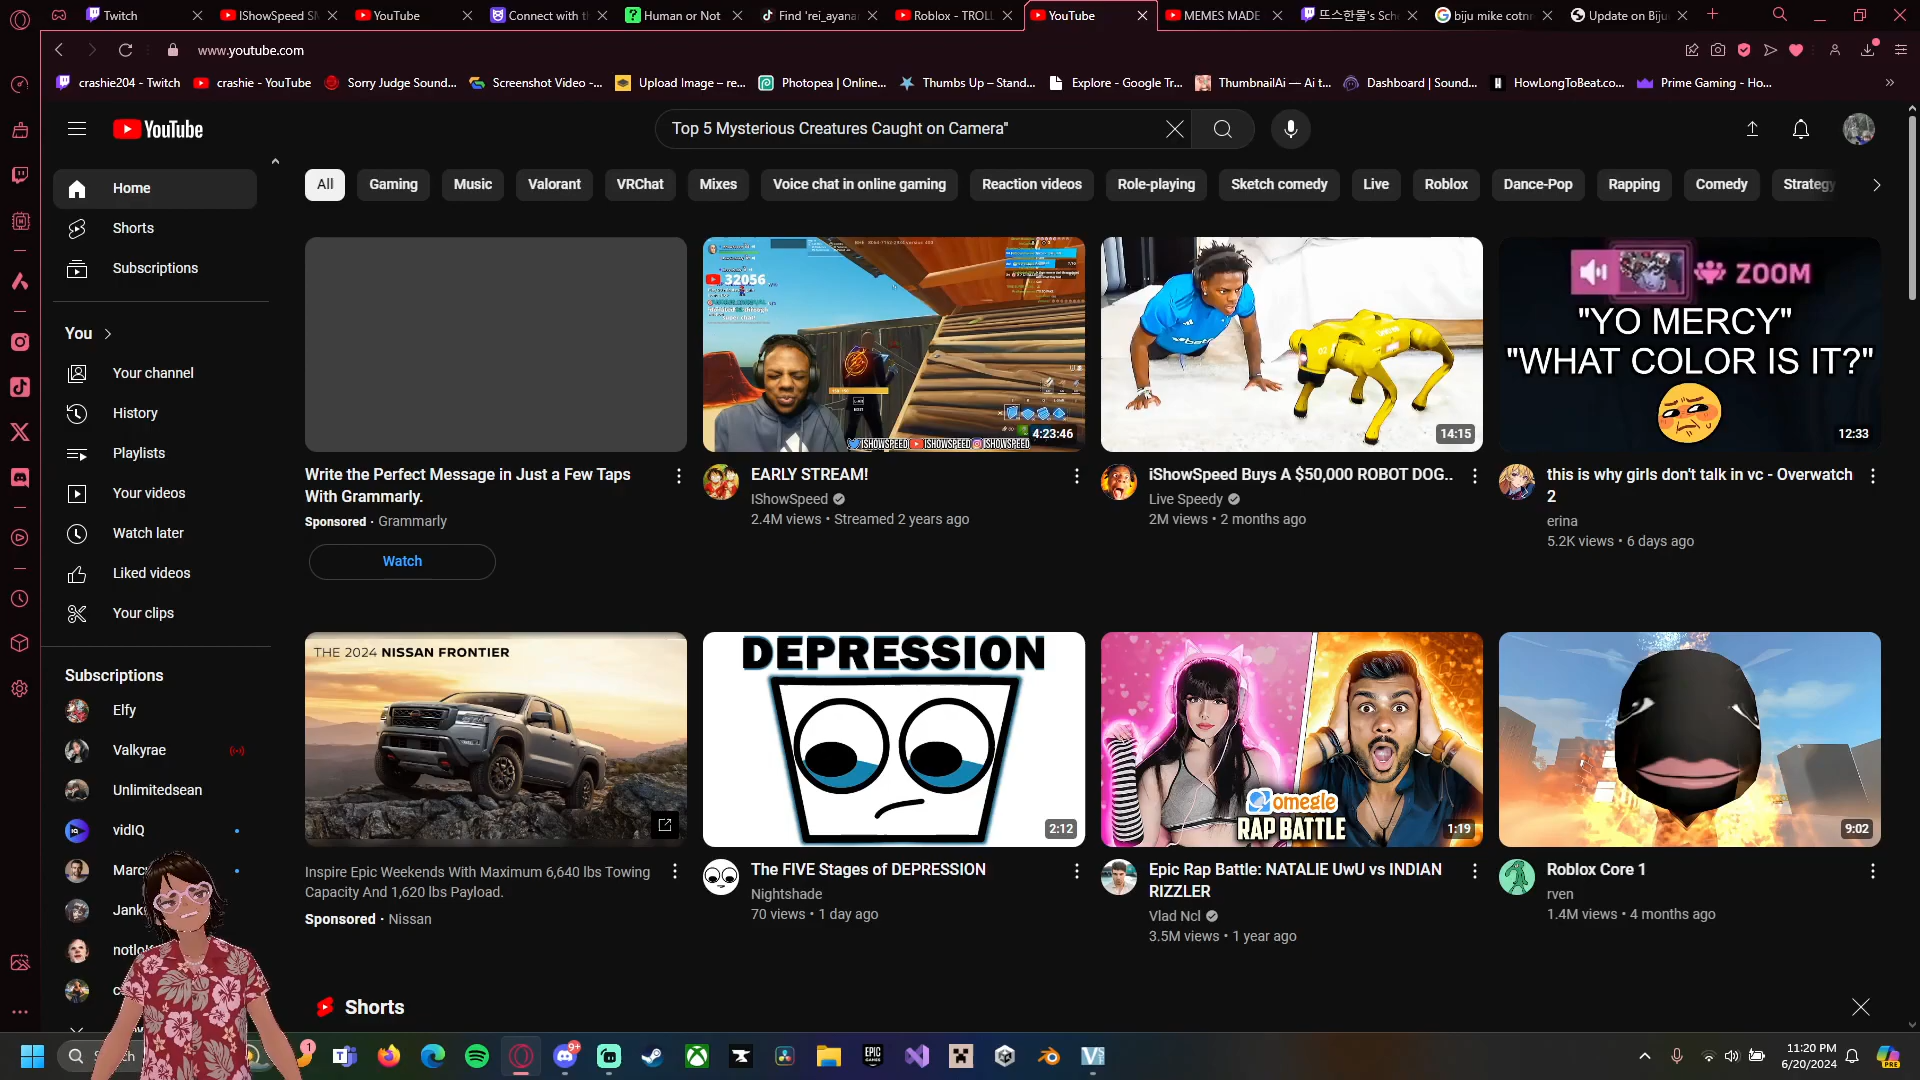 Twitch
IShowSpeed S
YouTube
Connect with t
Human or Not
Find 'rei_ayana
Roblox - TROLL
YouTube
MEMES MADE
뜨스한물's Sch
biju mike cotn
Update on Biju
www.youtube.com
crashie204 - Twitch
crashie - YouTube
Sorry Judge Sound...
Screenshot Video -...
Upload Image – re...
Photopea | Online...
Thumbs Up – Stand...
Explore - Google Tr...
ThumbnailAi — Ai t...
Dashboard | Sound...
HowLongToBeat.co...
Prime Gaming - Ho...
YouTube
Top 5 Mysterious Creatures Caught on Camera"
Home
Shorts
Subscriptions
You
Your channel
History
Playlists
Your videos
Watch later
Liked videos
Your clips
Subscriptions
Elfy
Valkyrae
Unlimitedsean
vidIQ
Marc
Jank
All
Gaming
Music
Valorant
VRChat
Mixes
Voice chat in online gaming
Reaction videos
Role-playing
Sketch comedy
Live
Roblox
Dance-Pop
Rapping
Comedy
Strategy
Write the Perfect Message in Just a Few Taps
With Grammarly.
Sponsored · Grammarly
Watch
32056
ISHOWSPEED ISHOWSPEED ISHOWSPEED
4:23:46
EARLY STREAM!
IShowSpeed
2.4M views • Streamed 2 years ago
02
14:15
iShowSpeed Buys A $50,000 ROBOT DOG..
Live Speedy
2M views • 2 months ago
ZOOM
"YO MERCY"
"WHAT COLOR IS IT?"
12:33
this is why girls don't talk in vc - Overwatch
2
erina
5.2K views • 6 days ago
THE 2024 NISSAN FRONTIER
Inspire Epic Weekends With Maximum 6,640 lbs Towing
Capacity And 1,620 lbs Payload.
Sponsored · Nissan
DEPRESSION
2:12
The FIVE Stages of DEPRESSION
Nightshade
70 views • 1 day ago
omegle
RAP BATTLE
1:19
Epic Rap Battle: NATALIE UwU vs INDIAN
RIZZLER
Vlad Ncl
3.5M views • 1 year ago
9:02
Roblox Core 1
rven
1.4M views • 4 months ago
Shorts
1
9+
EPIC
GAMES
PRE
11:20 PM
6/20/2024